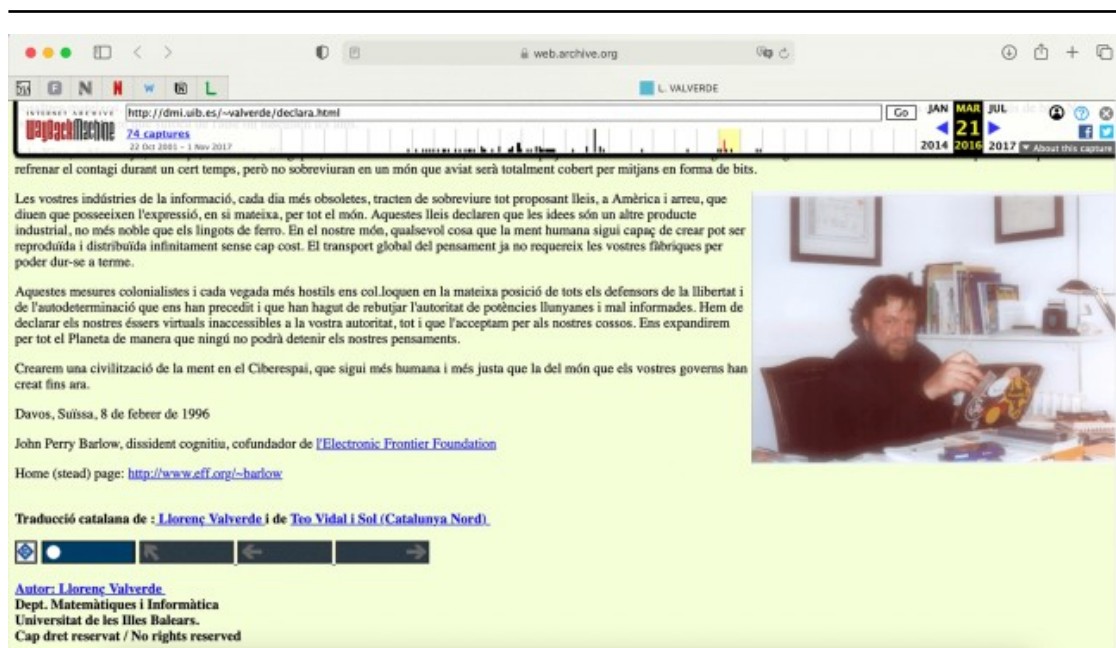 web.archive.org
L. VALVERDE
INTERNET ARCHIVE
WayBackMachine
http://dmi.uib.es/~valverde/declara.html
Go
74 captures
22 Oct 2001 - 1 Nov 2017
JAN MAR JUL
21
2014 2016 2017
About this capture
refrenar el contagi durant un cert temps, però no sobreviuran en un món que aviat serà totalment cobert per mitjans en forma de bits.
Les vostres indústries de la informació, cada dia més obsoletes, tracten de sobreviure tot proposant lleis, a Amèrica i arreu, que
diuen que posseeixen l'expressió, en si mateixa, per tot el món. Aquestes lleis declaren que les idees són un altre producte
industrial, no més noble que els lingots de ferro. En el nostre món, qualsevol cosa que la ment humana sigui capaç de crear pot ser
reproduïda i distribuïda infinitament sense cap cost. El transport global del pensament ja no requereix les vostres fàbriques per
poder dur-se a terme.
Aquestes mesures colonialistes i cada vegada més hostils ens col.loquen en la mateixa posició de tots els defensors de la llibertat i
de l'autodeterminació que ens han precedit i que han hagut de rebutjar l'autoritat de potències llunyanes i mal informades. Hem de
declarar els nostres éssers virtuals inaccessibles a la vostra autoritat, tot i que l'acceptam per als nostres cossos. Ens expandirem
per tot el Planeta de manera que ningú no podrà detenir els nostres pensaments.
Crearem una civilització de la ment en el Ciberespai, que sigui més humana i més justa que la del món que els vostres governs han
creat fins ara.
Davos, Suïssa, 8 de febrer de 1996
John Perry Barlow, dissident cognitiu, cofundador de l'Electronic Frontier Foundation
Home (stead) page: http://www.eff.org/~barlow
Traducció catalana de : Llorenç Valverde i de Teo Vidal i Sol (Catalunya Nord)
Autor: Llorenç Valverde
Dept. Matemàtiques i Informàtica
Universitat de les Illes Balears.
Cap dret reservat / No rights reserved